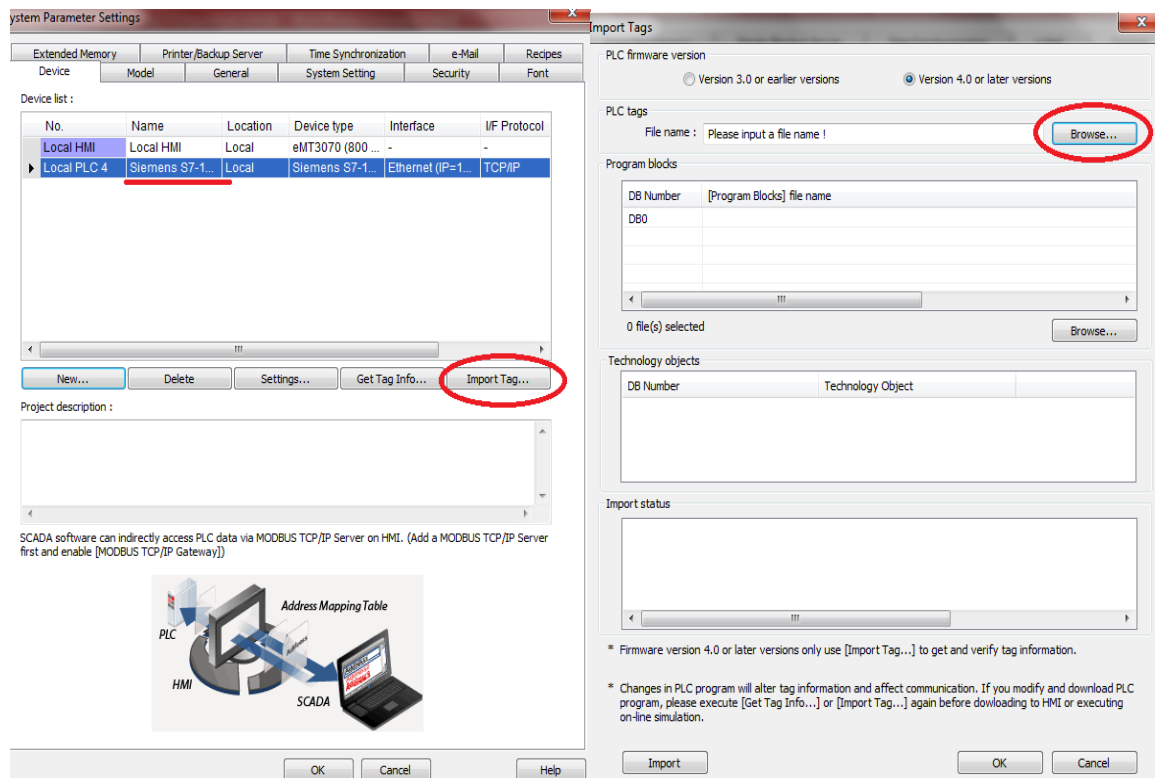 ystem Parameter Settings
Extended Memory Printer/Backup Server Time Synchronization e-Mail Recipes
Device Model General System Setting Security Font
Device list :
No. Name Location Device type Interface I/F Protocol
Local HMI Local HMI Local eMT3070 (800 ... - -
Local PLC 4 Siemens S7-1... Local Siemens S7-1... Ethernet (IP=1... TCP/IP
New... Delete Settings... Get Tag Info... Import Tag...
Project description :
SCADA software can indirectly access PLC data via MODBUS TCP/IP Server on HMI. (Add a MODBUS TCP/IP Server
first and enable [MODBUS TCP/IP Gateway])
Address Mapping Table
PLC
HMI
SCADA
OK Cancel Help
Import Tags
PLC firmware version
Version 3.0 or earlier versions Version 4.0 or later versions
PLC tags
File name : Please input a file name ! Browse...
Program blocks
DB Number [Program Blocks] file name
DB0
0 file(s) selected
Browse...
Technology objects
DB Number Technology Object
Import status
* Firmware version 4.0 or later versions only use [Import Tag...] to get and verify tag information.
* Changes in PLC program will alter tag information and affect communication. If you modify and download PLC
program, please execute [Get Tag Info...] or [Import Tag...] again before dowloading to HMI or executing
on-line simulation.
Import OK Cancel